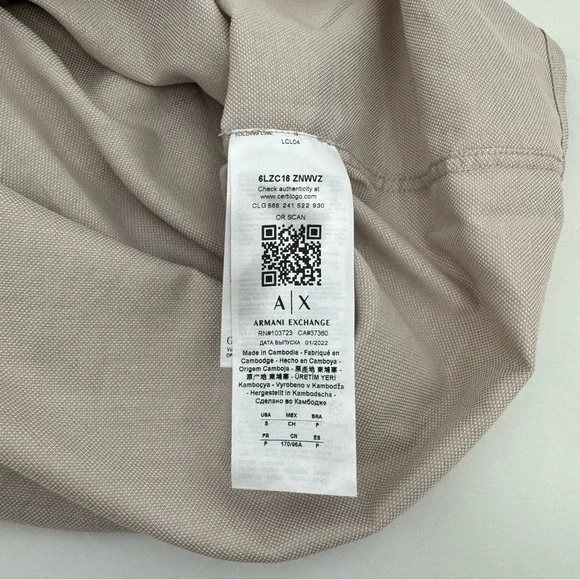 LCL04
6LZC16 ZNWVZ
Check authenticity at
www.certilogo.com
CLG 568 241 522 930
OR SCAN
A|X
ARMANI EXCHANGE
RN#103723 CA#37360
ДАТА ВЫПУСКА 01/2022
Made in Cambodia - Fabriqué en
Cambodge - Hecho en Camboya -
Origem Camboja - 原産地 柬埔寨 -
原产地 柬埔寨 - ÜRETİM YERİ
Kamboçya - Vyrobeno v Kambodža
- Hergestellt in Kambodscha -
Сделано во Камбодже
USA MEX BRA
S CH P
FR CN ES
P 170/96A P